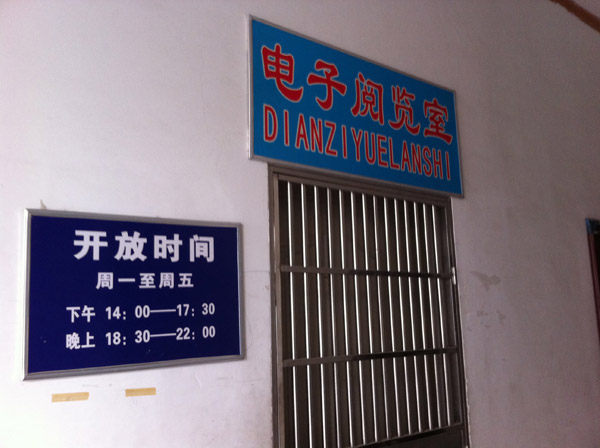 电子阅览室
DIANZIYUELANSHI
开放时间
周一至周五
下午 14：00——17：30
晚上 18：30——22：00